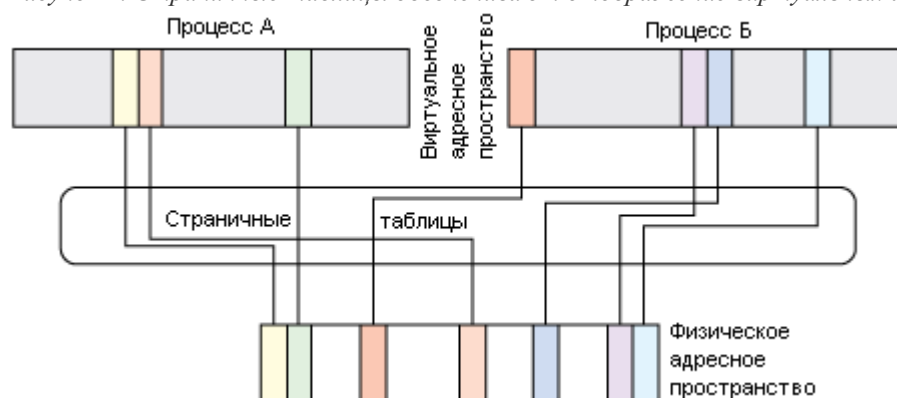 Процесс А
Процесс Б
Виртуальное
адресное
пространство
Страничные таблицы
Физическое
адресное
пространство